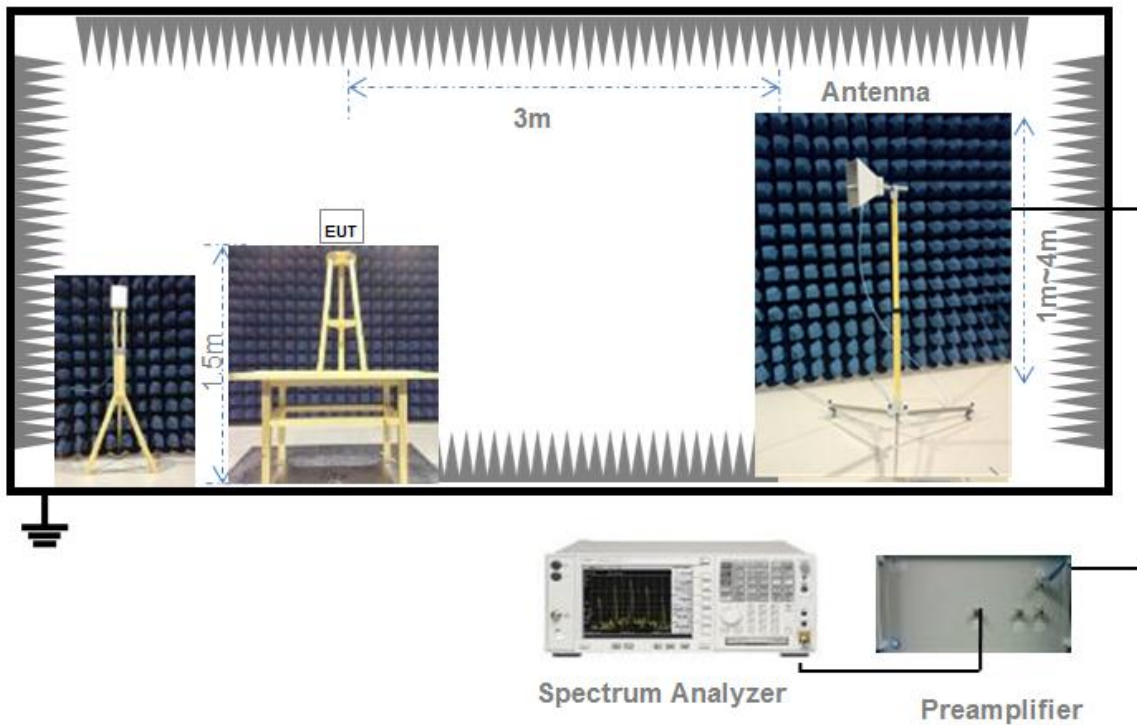 Antenna
3m
EUT
1.5m
1m~4m
Spectrum Analyzer
Preamplifier